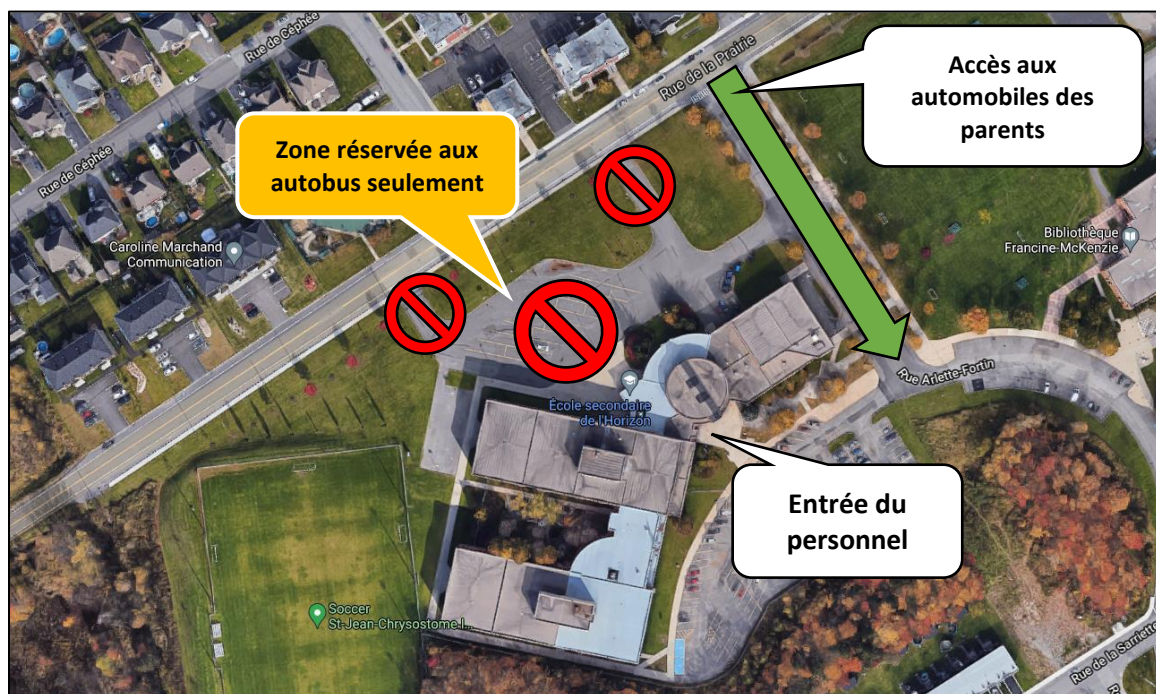 Rue de Céphée
Rue de la Prairie
Accès aux
automobiles des
parents
Zone réservée aux
autobus seulement
Rue de Céphée
Caroline Marchand
Communication
Bibliothèque
Francine-McKenzie
Rue Arlette-Fortin
École secondaire
de l'Horizon
Entrée du
personnel
Soccer
St-Jean-Chrysostome I...
Rue de la Sarriette
R